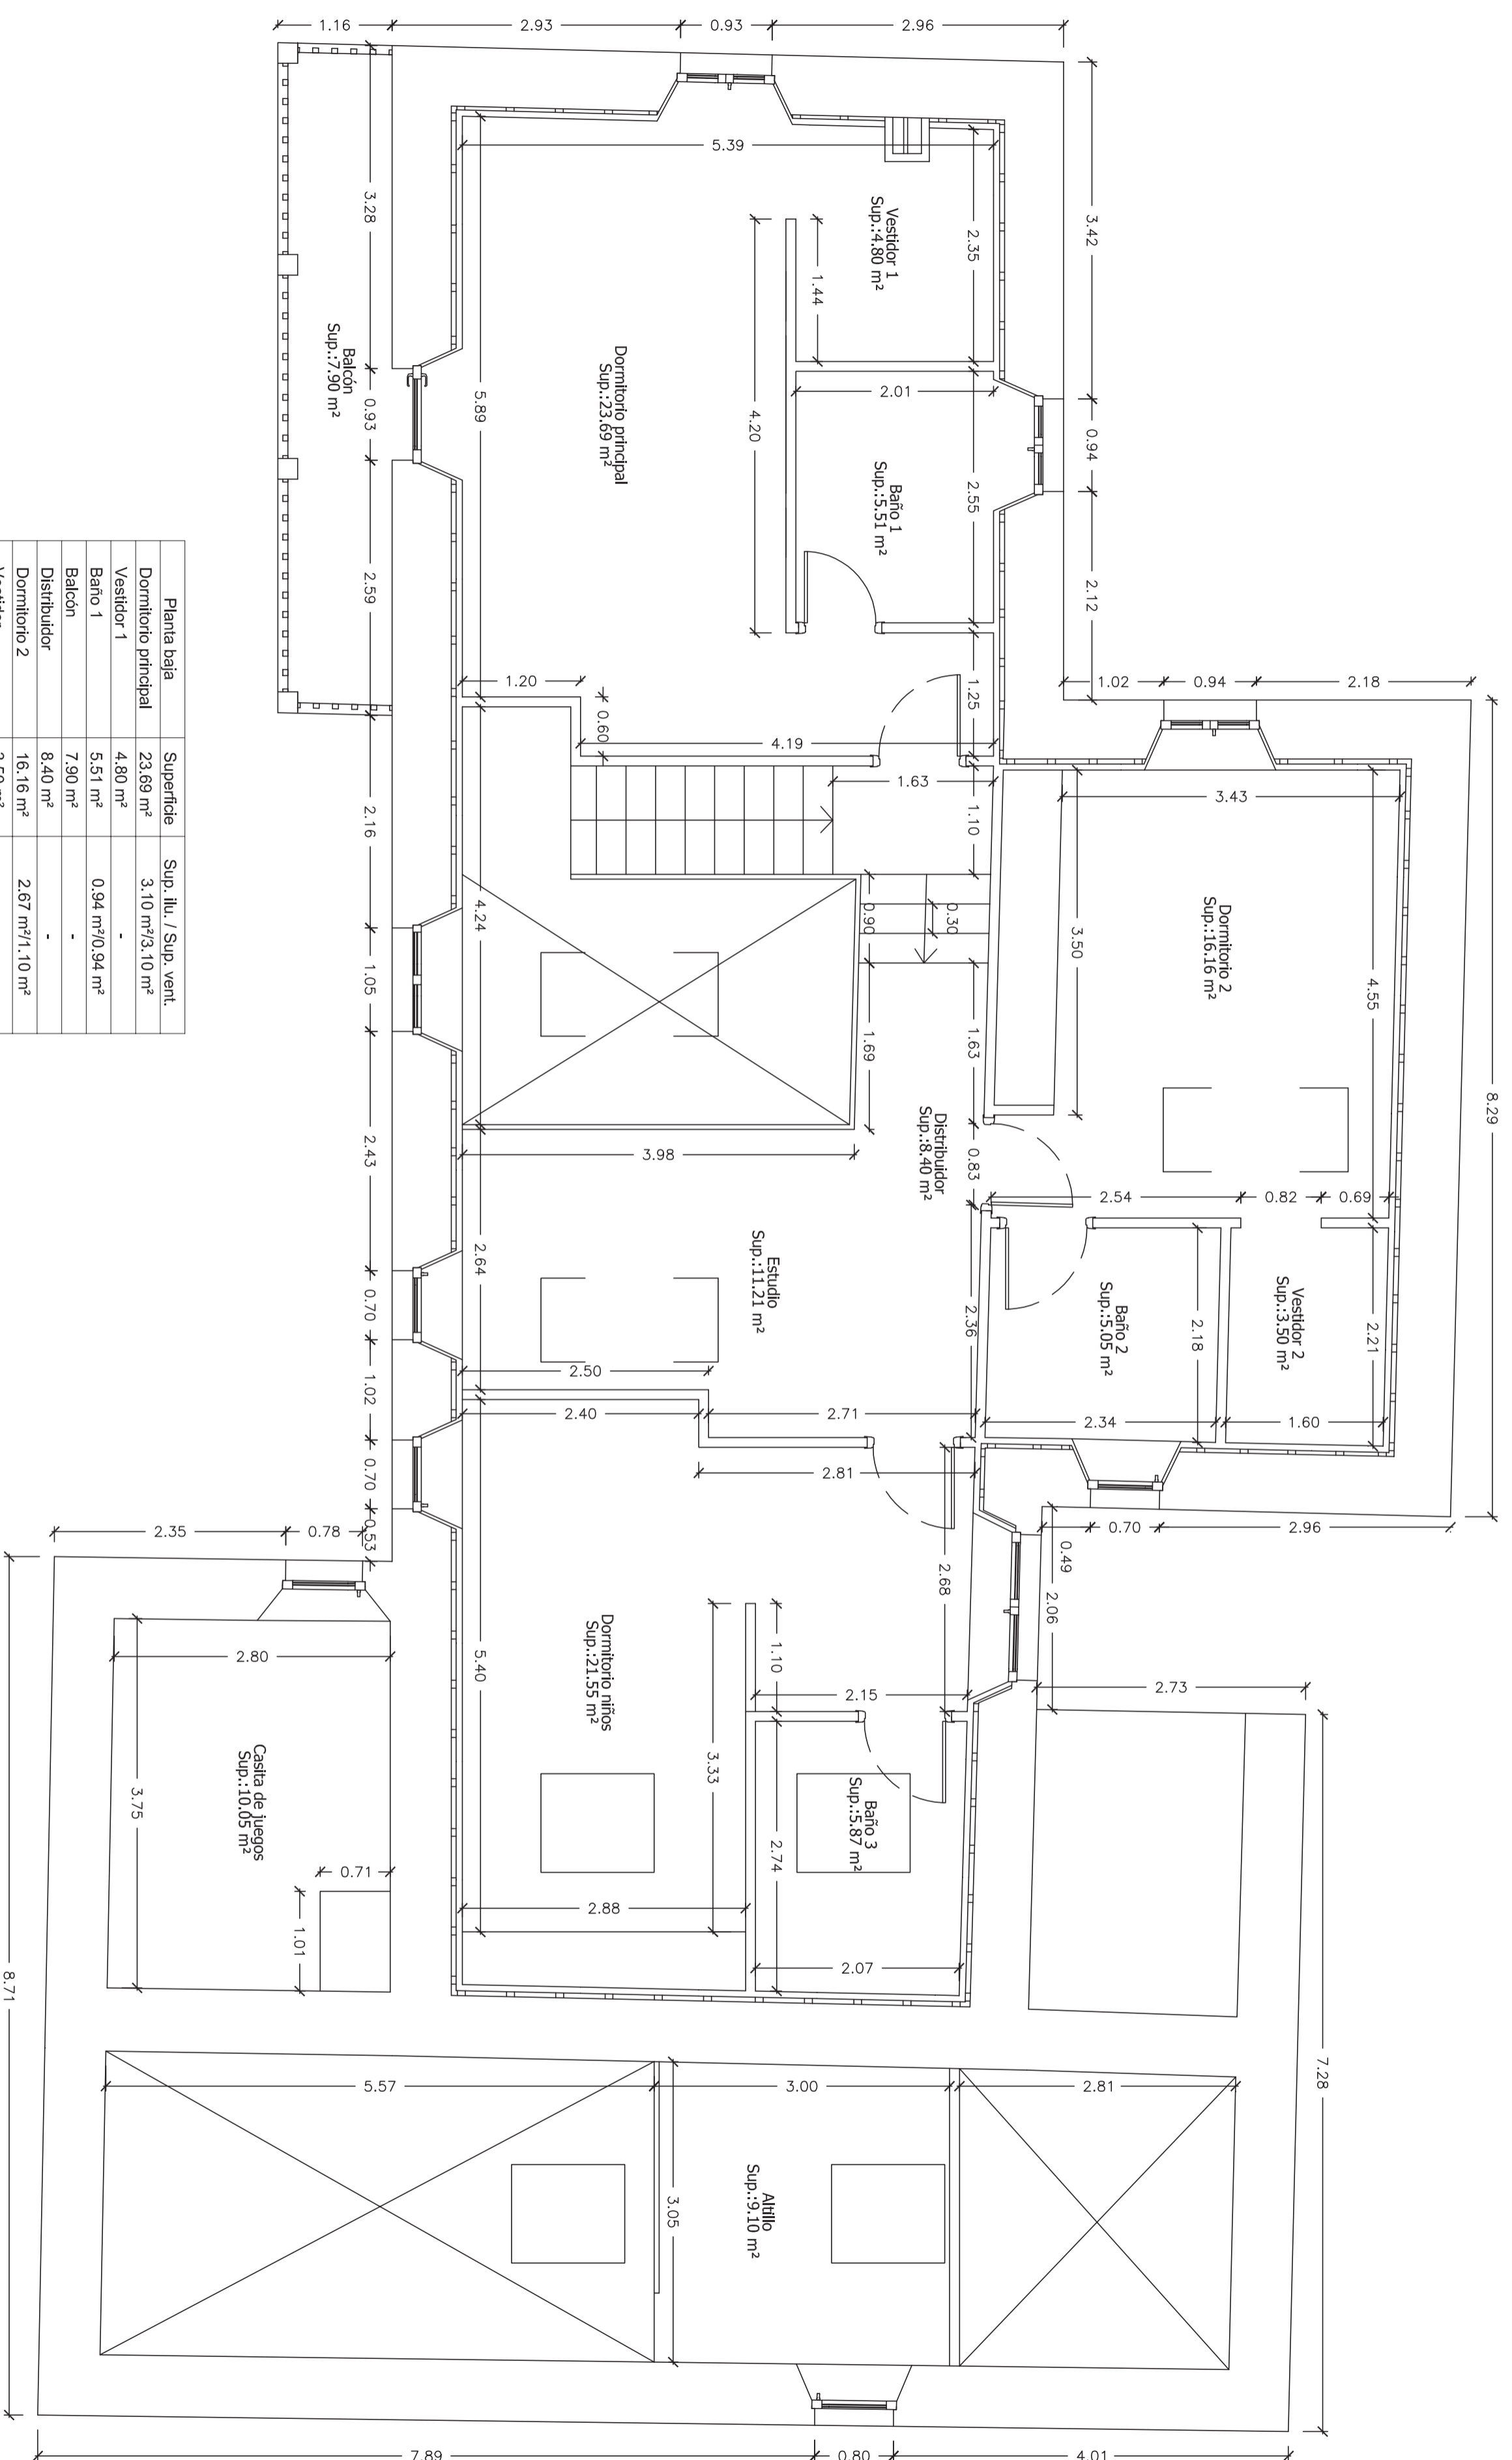 Vestidor 1
Sup.:4.80 m²
Baño 1
Sup.:5.51 m²
Dormitorio principal
Sup.:23.69 m²
Balcón
Sup.:7.90 m²
Dormitorio 2
Sup.:16.16 m²
Vestidor 2
Sup.:3.50 m²
Baño 2
Sup.:5.05 m²
Distribuidor
Sup.:8.40 m²
Estudio
Sup.:11.21 m²
Dormitorio niños
Sup.:21.55 m²
Baño 3
Sup.:5.87 m²
Casita de juegos
Sup.:10.05 m²
Altillo
Sup.:9.10 m²
Planta baja Superficie Sup. ilu. / Sup. vent.
Dormitorio principal 23.69 m² 3.10 m²/3.10 m²
Vestidor 1 4.80 m² -
Baño 1 5.51 m² 0.94 m²/0.94 m²
Balcón 7.90 m² -
Distribuidor 8.40 m² -
Dormitorio 2 16.16 m² 2.67 m²/1.10 m²
1.16
2.93
0.93
2.96
3.42
0.94
2.12
1.02
0.94
2.18
8.29
5.39
2.35
1.44
2.01
4.20
2.55
3.28
0.93
5.89
2.59
1.20
0.60
4.19
1.25
1.63
1.10
3.43
3.50
4.55
0.90
0.30
4.24
2.16
1.05
1.69
1.63
0.83
3.98
2.54
0.82
0.69
2.43
2.64
2.36
2.18
2.21
0.70
2.50
1.02
2.40
2.71
2.34
1.60
0.70
2.81
0.53
2.35
0.78
0.49
0.70
2.96
2.06
2.68
5.40
1.10
2.15
2.73
2.80
3.33
2.74
3.75
0.71
1.01
2.88
2.07
8.71
7.28
5.57
3.00
2.81
3.05
7.89
0.80
4.01